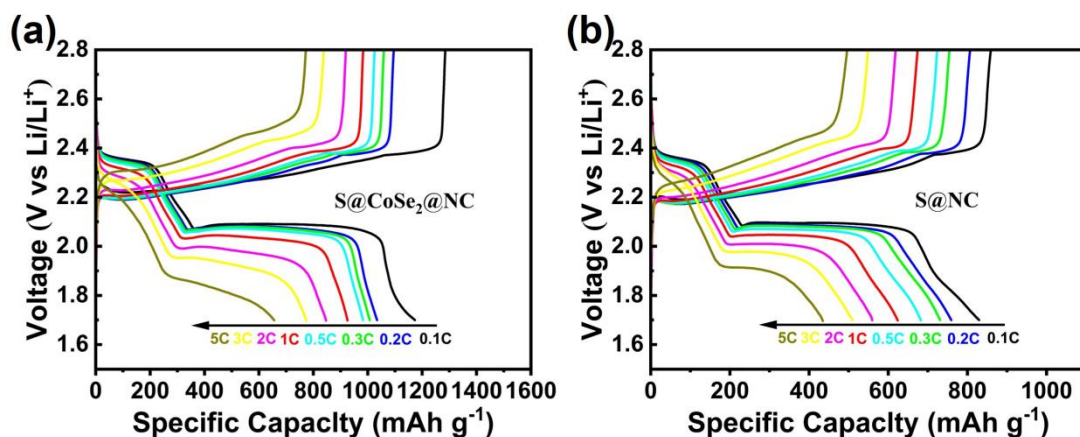 (a)
2.8
2.6
2.4
2.2
2.0
1.8
1.6
Voltage (V vs Li/Li⁺)
S@CoSe₂@NC
5C 3C 2C 1C 0.5C 0.3C 0.2C 0.1C
0 200 400 600 800 1000 1200 1400 1600
Specific Capaclty (mAh g⁻¹)
(b)
2.8
2.6
2.4
2.2
2.0
1.8
1.6
Voltage (V vs Li/Li⁺)
S@NC
5C 3C 2C 1C 0.5C 0.3C 0.2C 0.1C
0 200 400 600 800 1000
Specific Capaclty (mAh g⁻¹)